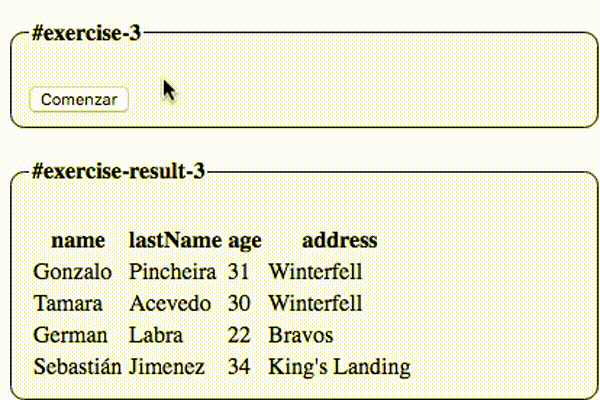 #exercise-3
Comenzar
#exercise-result-3
name lastName age address
Gonzalo Pincheira 31 Winterfell
Tamara Acevedo 30 Winterfell
German Labra 22 Bravos
Sebastián Jimenez 34 King's Landing